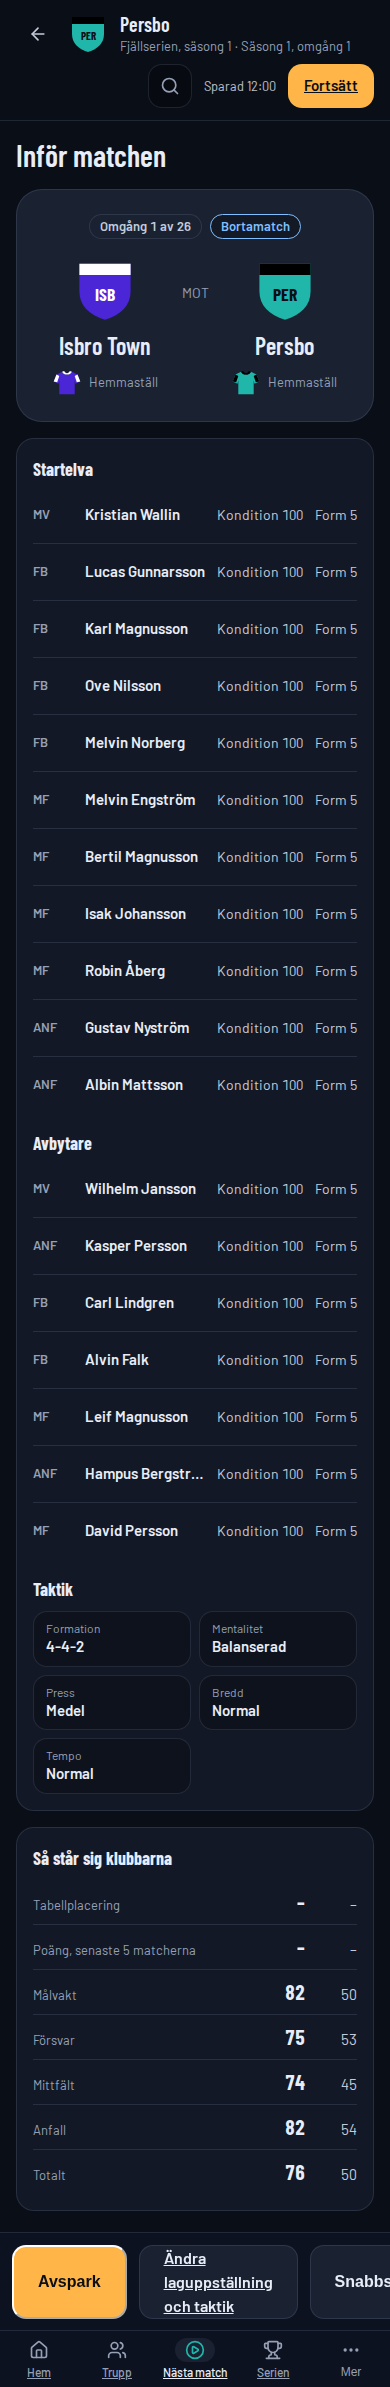 PER
Persbo
Fjällserien, säsong 1 · Säsong 1, omgång 1
Sparad 12:00
Fortsätt
Inför matchen
Omgång 1 av 26
Bortamatch
ISB
MOT
PER
Isbro Town
Persbo
Hemmaställ
Hemmaställ
Startelva
MV Kristian Wallin Kondition 100 Form 5
FB Lucas Gunnarsson Kondition 100 Form 5
FB Karl Magnusson Kondition 100 Form 5
FB Ove Nilsson Kondition 100 Form 5
FB Melvin Norberg Kondition 100 Form 5
MF Melvin Engström Kondition 100 Form 5
MF Bertil Magnusson Kondition 100 Form 5
MF Isak Johansson Kondition 100 Form 5
MF Robin Åberg Kondition 100 Form 5
ANF Gustav Nyström Kondition 100 Form 5
ANF Albin Mattsson Kondition 100 Form 5
Avbytare
MV Wilhelm Jansson Kondition 100 Form 5
ANF Kasper Persson Kondition 100 Form 5
FB Carl Lindgren Kondition 100 Form 5
FB Alvin Falk Kondition 100 Form 5
MF Leif Magnusson Kondition 100 Form 5
ANF Hampus Bergstr... Kondition 100 Form 5
MF David Persson Kondition 100 Form 5
Taktik
Formation
4-4-2
Mentalitet
Balanserad
Press
Medel
Bredd
Normal
Tempo
Normal
Så står sig klubbarna
Tabellplacering – –
Poäng, senaste 5 matcherna – –
Målvakt 82 50
Försvar 75 53
Mittfält 74 45
Anfall 82 54
Totalt 76 50
Avspark
Ändra
laguppställning
och taktik
Snabbs
Hem
Trupp
Nästa match
Serien
Mer